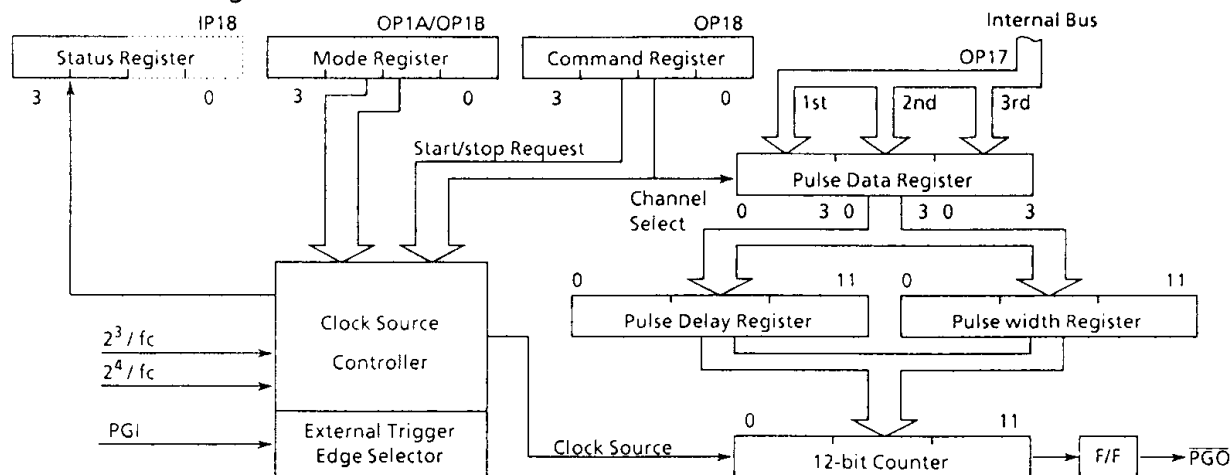 IP18
OP1A/OP1B
OP18
Internal Bus
Status Register
Mode Register
Command Register
OP17
3 0
3 0
3 0
1st 2nd 3rd
Start/stop Request
Pulse Data Register
Channel
Select
0 3 0 3 0 3
0 11 0 11
Pulse Delay Register
Pulse width Register
Clock Source
Controller
2³/fc
2⁴/fc
PGI
External Trigger
Edge Selector
Clock Source
0 11
12-bit Counter
F/F
PGO